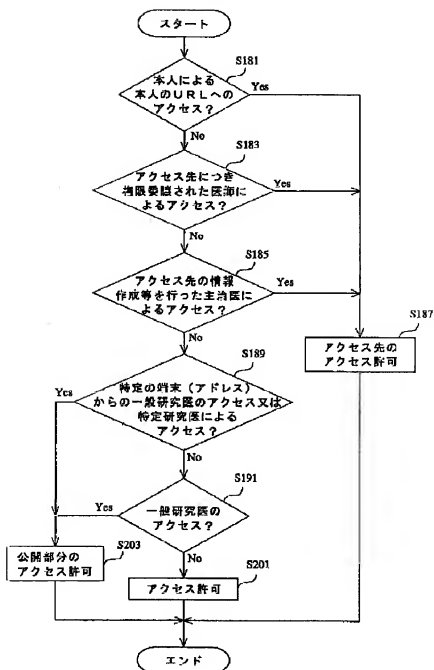 スタート
S181
本人による
本人のURLへの
アクセス?
Yes
No
S183
アクセス先につき
権限委譲された医師に
よるアクセス?
Yes
No
S185
アクセス先の情報
作成等を行った主治医に
よるアクセス?
Yes
No
S187
アクセス先の
アクセス許可
S189
特定の端末(アドレス)
からの一般研究医のアクセス又は
特定研究医による
アクセス?
Yes
No
S191
一般研究医の
アクセス?
Yes
No
S203
公開部分の
アクセス許可
S201
アクセス許可
エンド